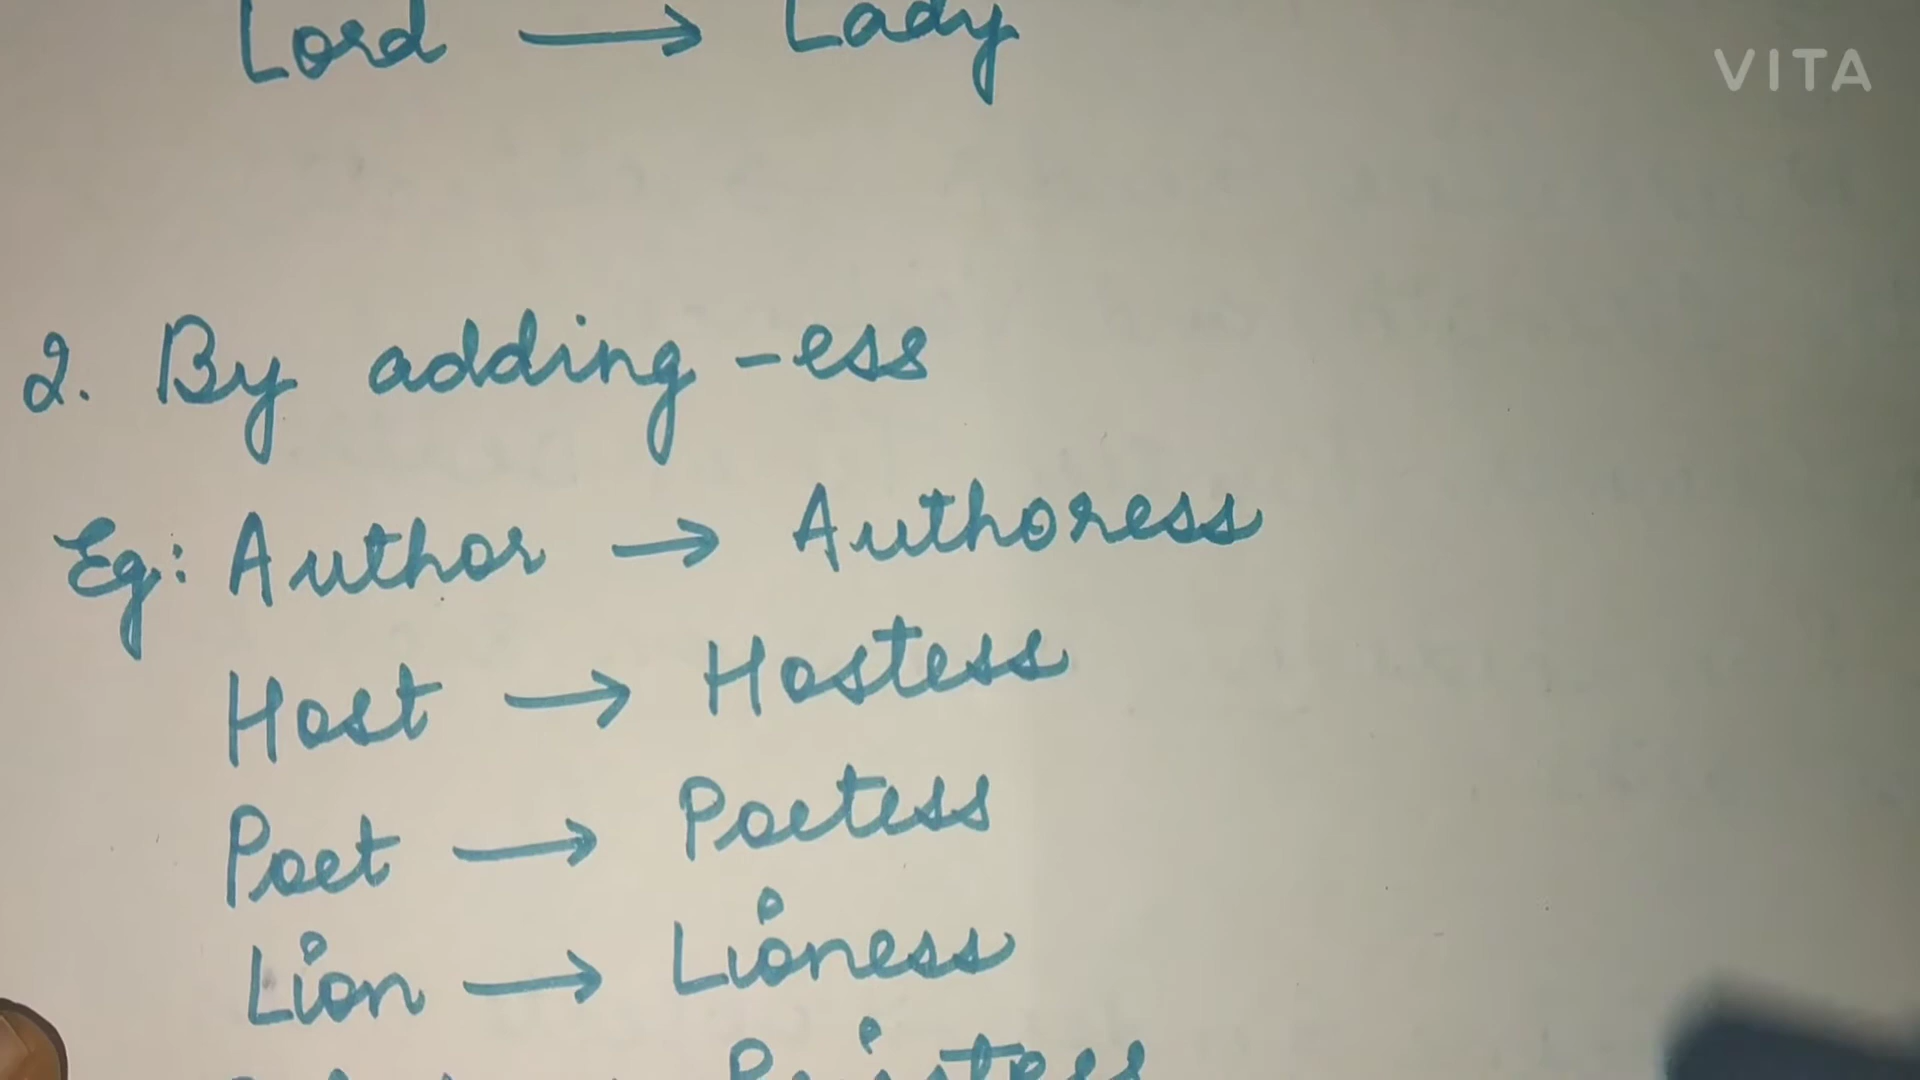 Lord → Lady
VITA
2. By adding -ess
Eg: Author → Authoress
Host → Hostess
Poet → Poetess
Lion → Lioness